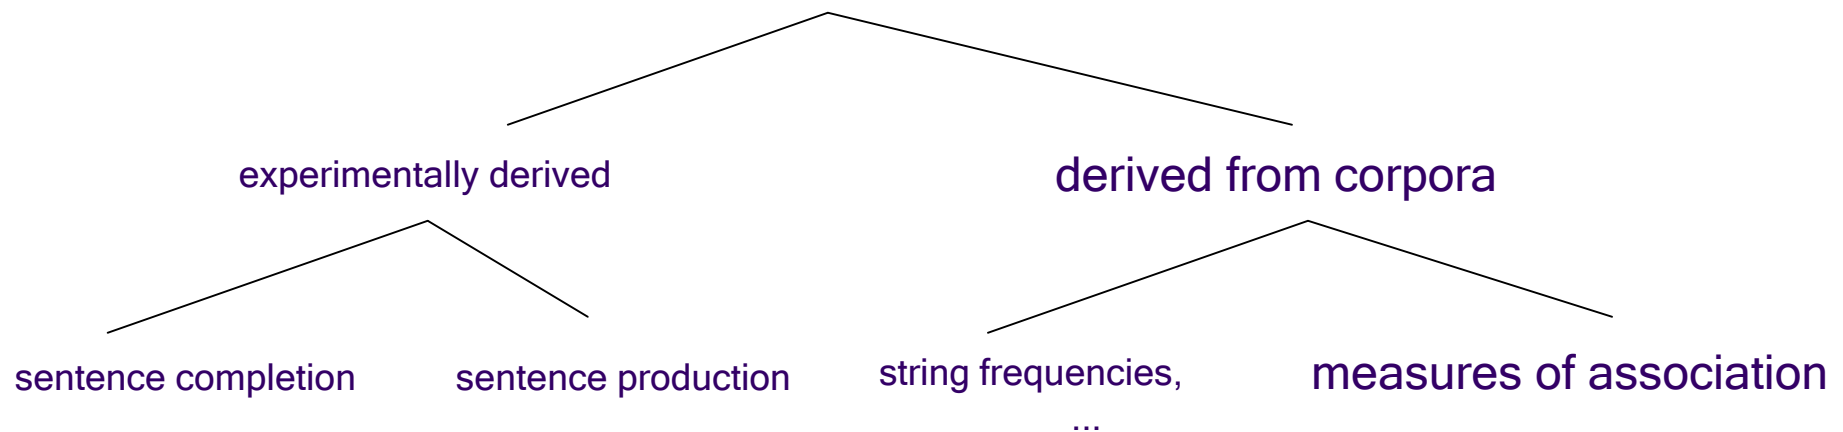 experimentally derived
derived from corpora
sentence completion
sentence production
string frequencies,
...
measures of association